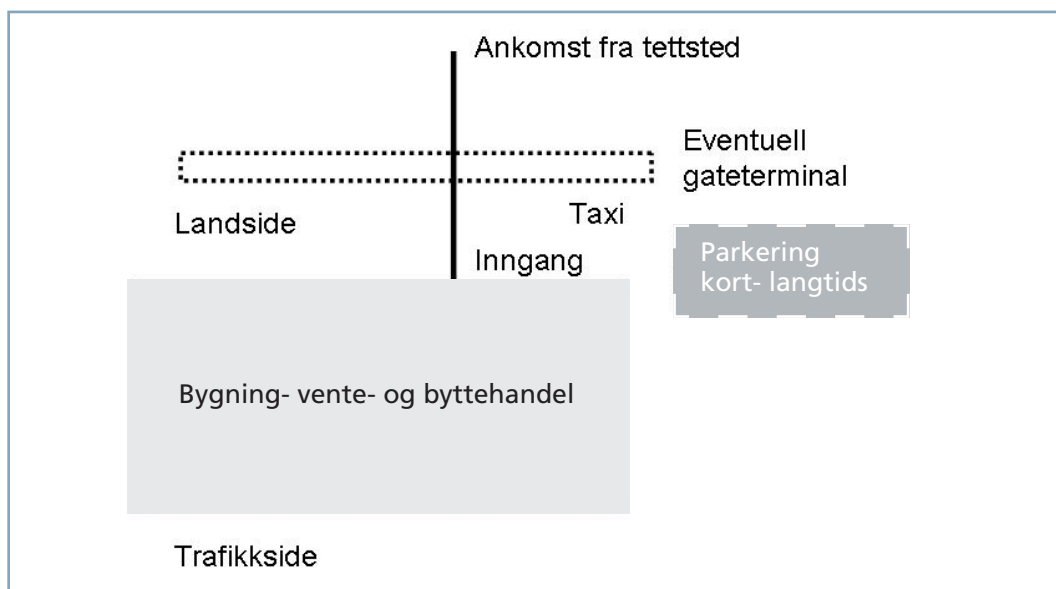 Ankomst fra tettsted
Eventuell
gateterminal
Landside
Taxi
Parkering
kort- langtids
Inngang
Bygning- vente- og byttehandel
Trafikkside